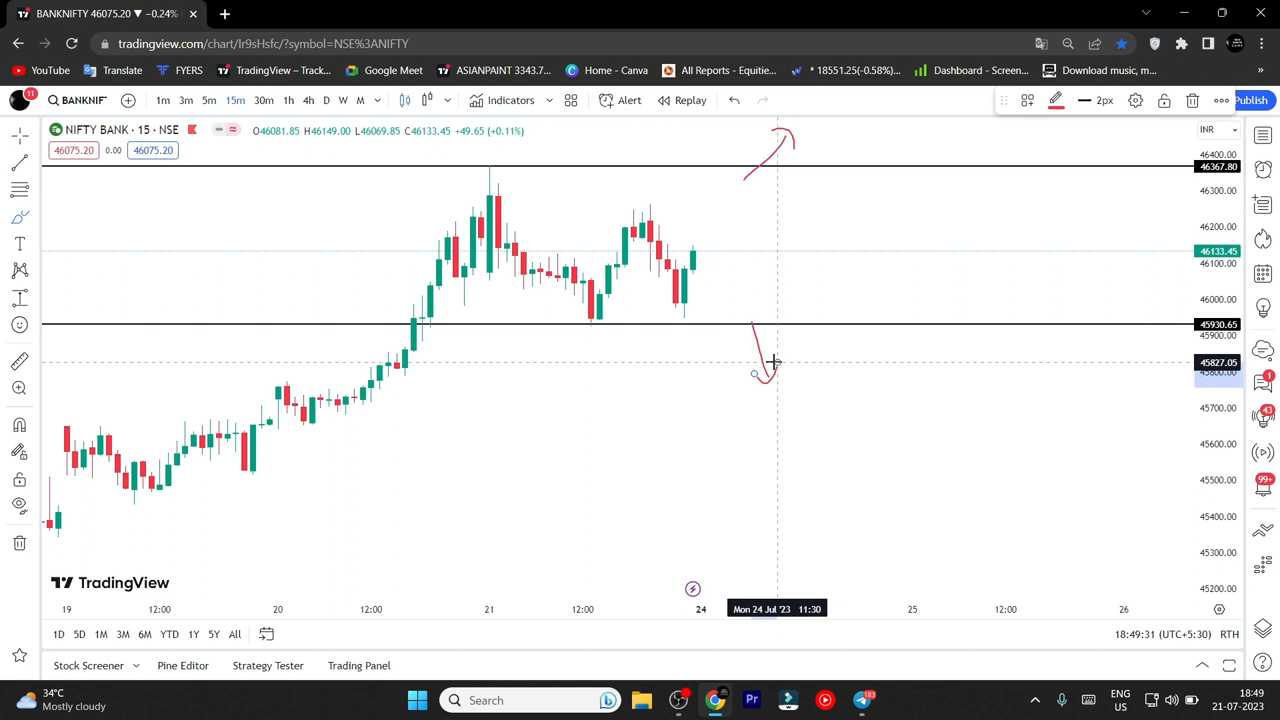 BANKNIFTY 46075.20 ▼ −0.24%
tradingview.com/chart/Ir9sHsfc/?symbol=NSE%3ANIFTY
YouTube Translate FYERS TradingView – Track... Google Meet ASIANPAINT 3343.7... Home - Canva All Reports - Equitie... * 18551.25(-0.58%)... Dashboard - Screen... Download music, m... »
11 BANKNIF 1m 3m 5m 15m 30m 1h 4h D W M Indicators Alert Replay 2px Publish
NIFTY BANK · 15 · NSE O46081.85 H46149.00 L46069.85 C46133.45 +49.65 (+0.11%) INR
46075.20 0.00 46075.20
46400.00
46367.80
46300.00
46200.00
46133.45
46100.00
46000.00
45930.65
45900.00
45827.05
45800.00
45700.00
45600.00
45500.00
45400.00
45300.00
45200.00
1
43
99+
TradingView
19 12:00 20 12:00 21 12:00 24 Mon 24 Jul '23 11:30 25 12:00 26
1D 5D 1M 3M 6M YTD 1Y 5Y All 18:49:31 (UTC+5:30) RTH
Stock Screener Pine Editor Strategy Tester Trading Panel
34°C
Mostly cloudy
Search
Pr
183
ENG
US
18:49
21-07-2023